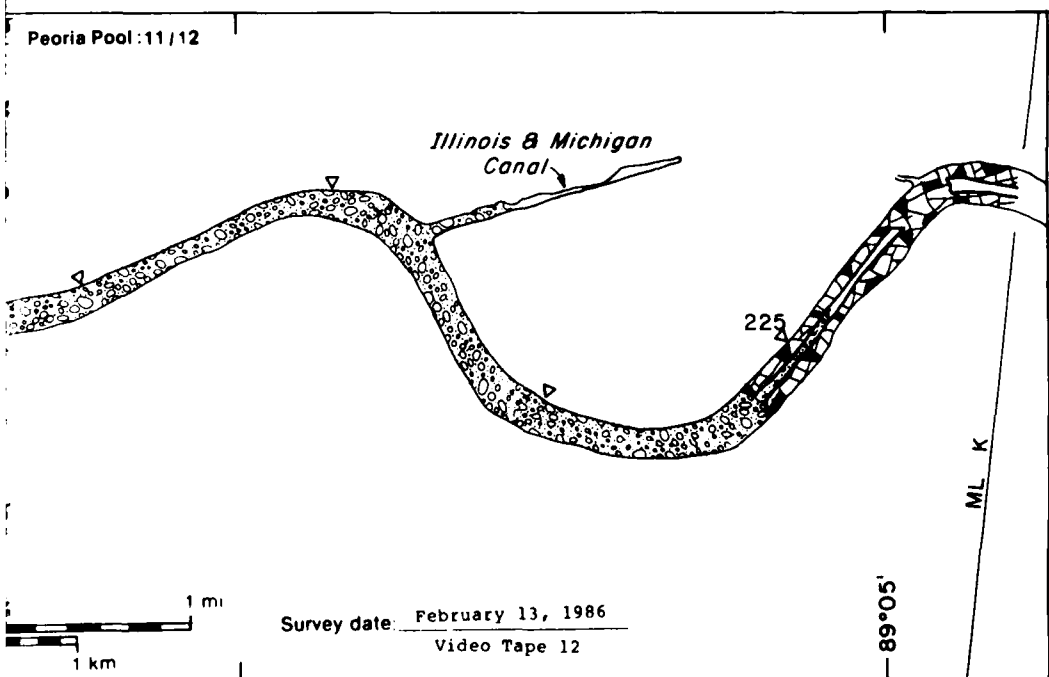 Peoria Pool:11/12
Illinois & Michigan
Canal
225
ML K
89°05'
1 mi
1 km
Survey date: February 13, 1986
Video Tape 12